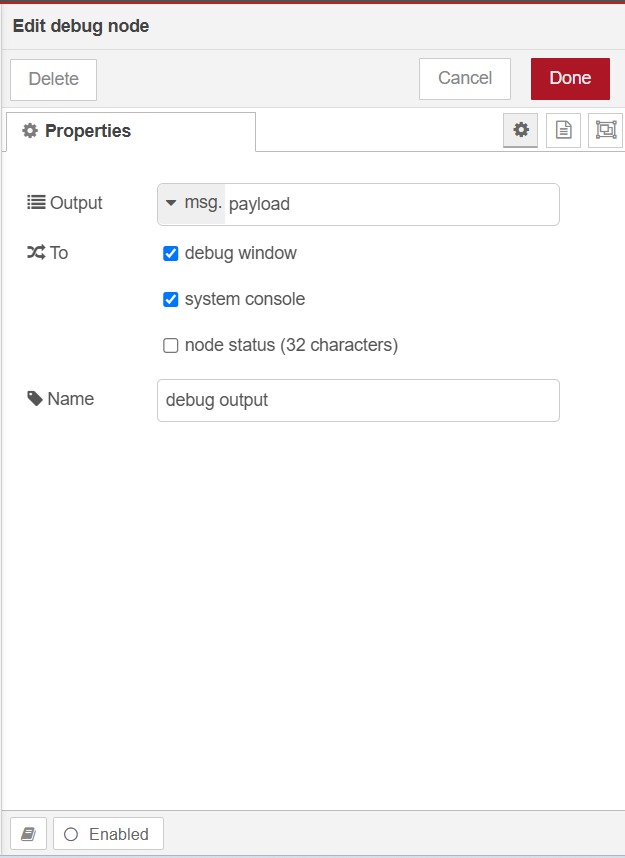 Edit debug node
Delete
Cancel
Done
Properties
Output
msg. payload
To
debug window
system console
node status (32 characters)
Name
debug output
Enabled